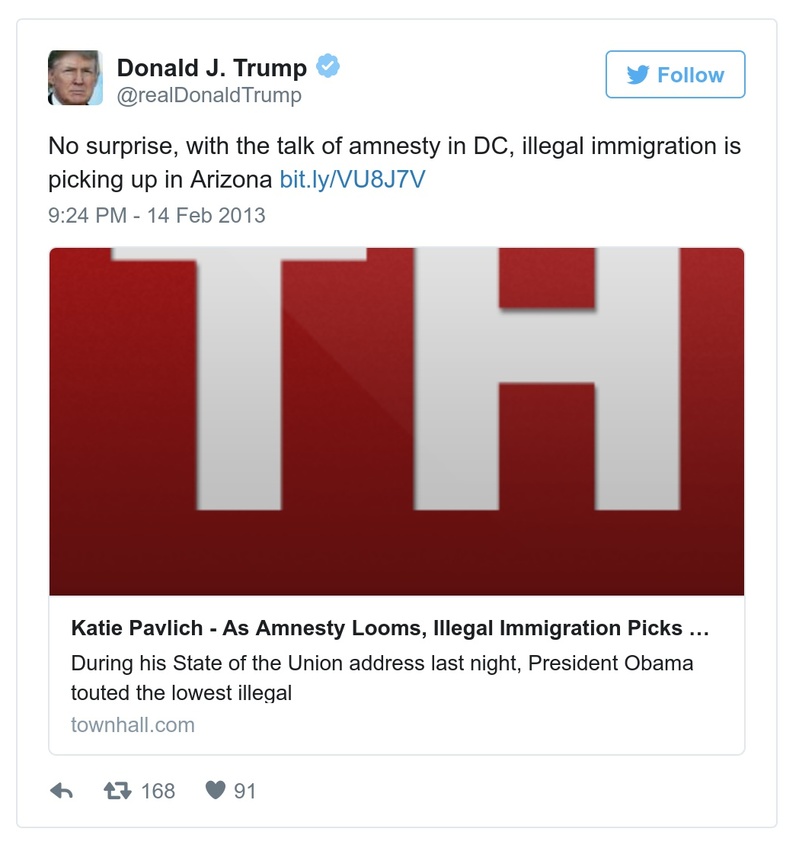 Donald J. Trump
@realDonaldTrump
Follow
No surprise, with the talk of amnesty in DC, illegal immigration is
picking up in Arizona bit.ly/VU8J7V
9:24 PM - 14 Feb 2013
TH
Katie Pavlich - As Amnesty Looms, Illegal Immigration Picks ...
During his State of the Union address last night, President Obama
touted the lowest illegal
townhall.com
168 91